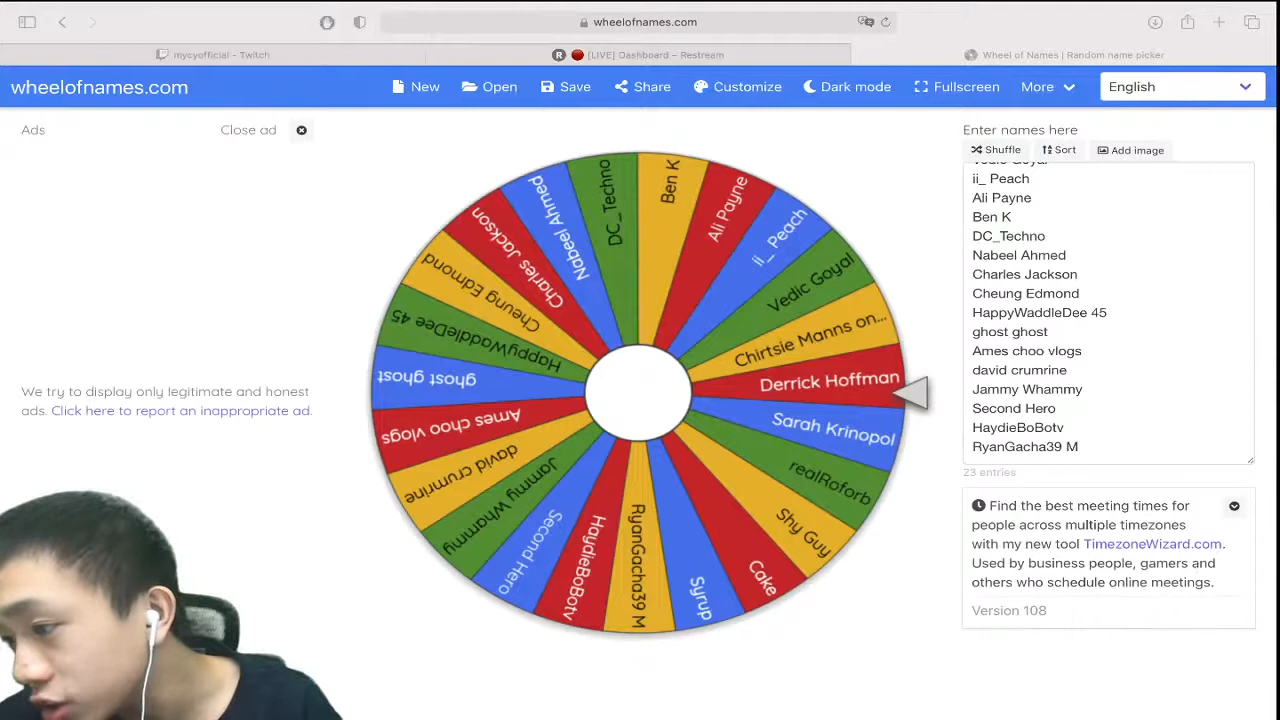 wheelofnames.com
mycyofficial - Twitch
R [LIVE] Dashboard - Restream
Wheel of Names | Random name picker
wheelofnames.com
New
Open
Save
Share
Customize
Dark mode
Fullscreen
More
English
Ads
Close ad
We try to display only legitimate and honest
ads. Click here to report an inappropriate ad.
Ben K
Ali Payne
ii_ Peach
Vedic Goyal
Chirtsie Manns on...
Derrick Hoffman
Sarah Krinopol
realRoforb
Shy Guy
Cake
Syrup
RyanGacha39 M
HaydieBoBotv
Second Hero
Jammy Whammy
david crumrine
Ames choo vlogs
ghost ghost
HappyWaddleDee 45
Cheung Edmond
Charles Jackson
Nabeel Ahmed
DC_Techno
Enter names here
Shuffle
Sort
Add image
Vedic Goyal
ii_ Peach
Ali Payne
Ben K
DC_Techno
Nabeel Ahmed
Charles Jackson
Cheung Edmond
HappyWaddleDee 45
ghost ghost
Ames choo vlogs
david crumrine
Jammy Whammy
Second Hero
HaydieBoBotv
RyanGacha39 M
23 entries
Find the best meeting times for
people across multiple timezones
with my new tool TimezoneWizard.com.
Used by business people, gamers and
others who schedule online meetings.
Version 108